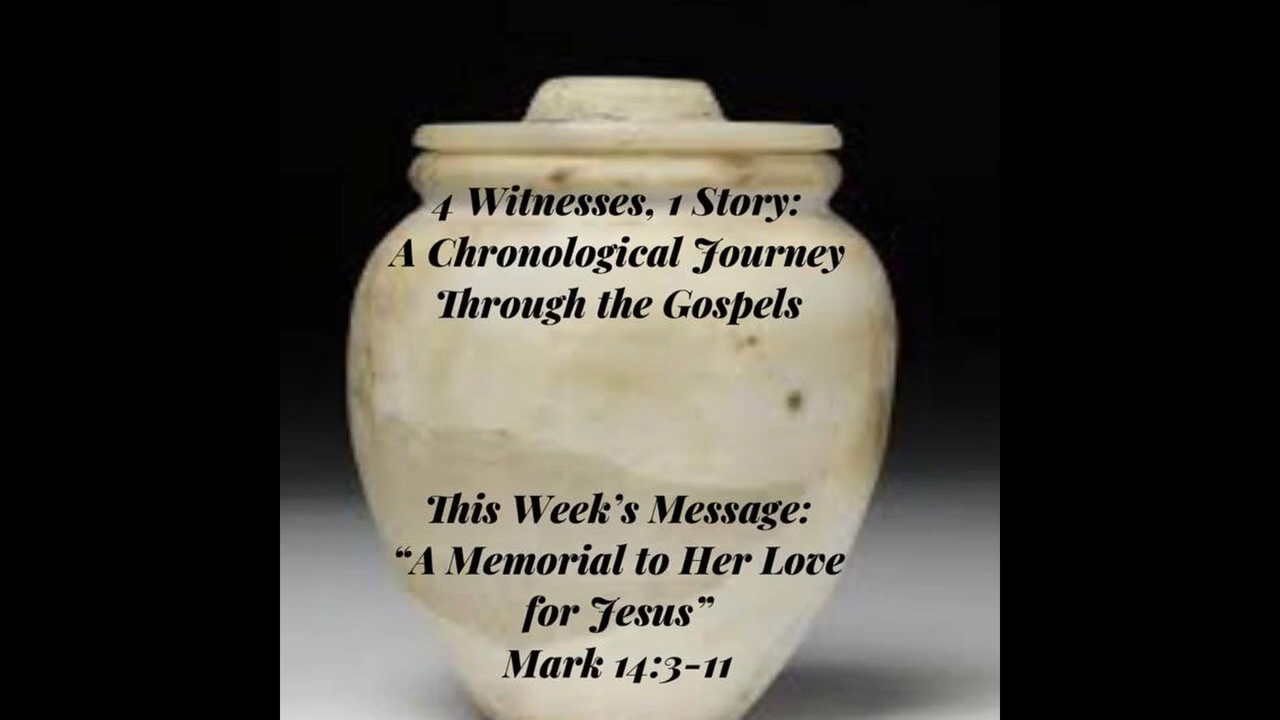 4 Witnesses, 1 Story:
A Chronological Journey
Through the Gospels
This Week’s Message:
“A Memorial to Her Love
for Jesus”
Mark 14:3-11